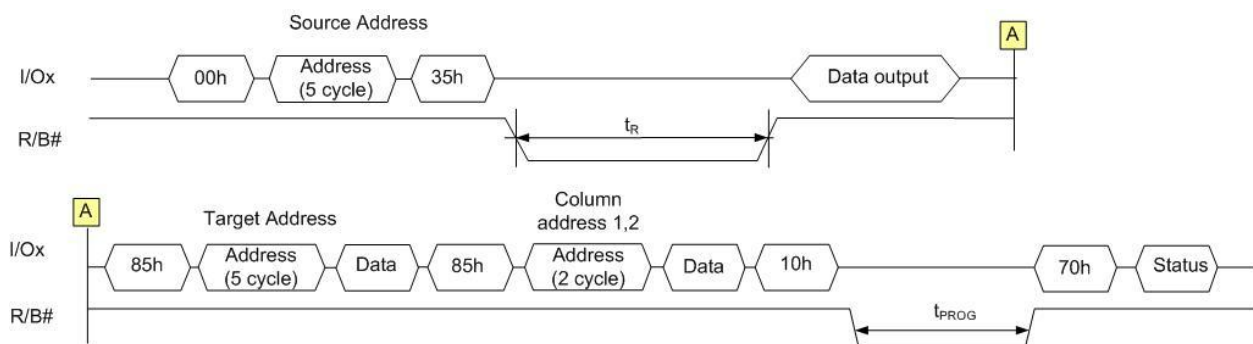 Source Address
A
I/Ox
00h
Address
(5 cycle)
35h
Data output
R/B#
tR
A
Target Address
Column
address 1,2
I/Ox
85h
Address
(5 cycle)
Data
85h
Address
(2 cycle)
Data
10h
70h
Status
R/B#
tPROG